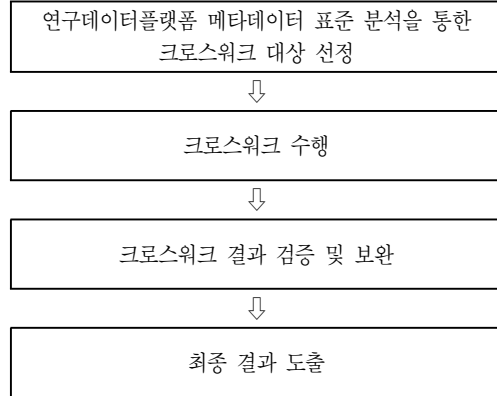 연구데이터플랫폼 메타데이터 표준 분석을 통한
크로스워크 대상 선정
⇩
크로스워크 수행
⇩
크로스워크 결과 검증 및 보완
⇩
최종 결과 도출